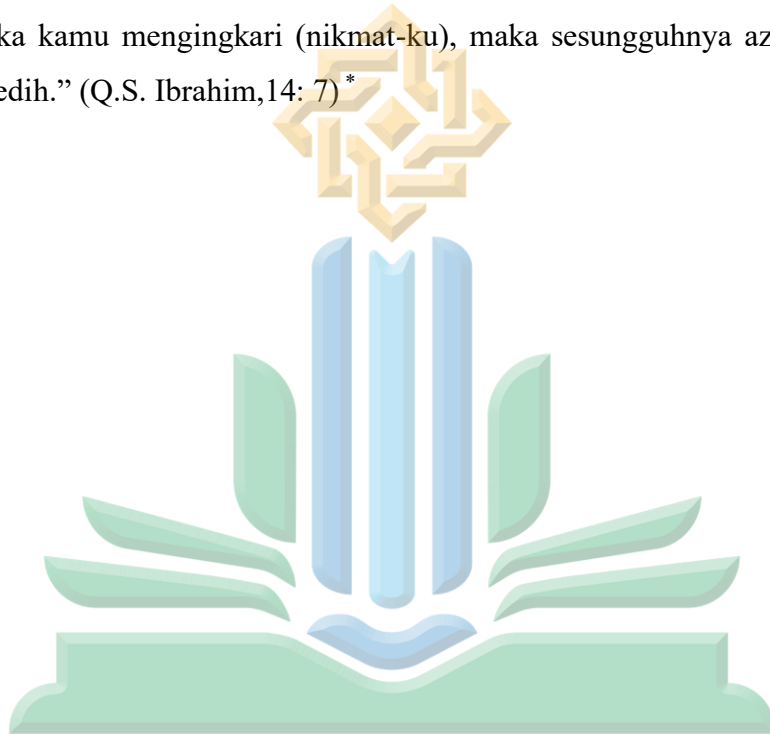 ka kamu mengingkari (nikmat-ku), maka sesungguhnya az
edih.” (Q.S. Ibrahim,14: 7) *